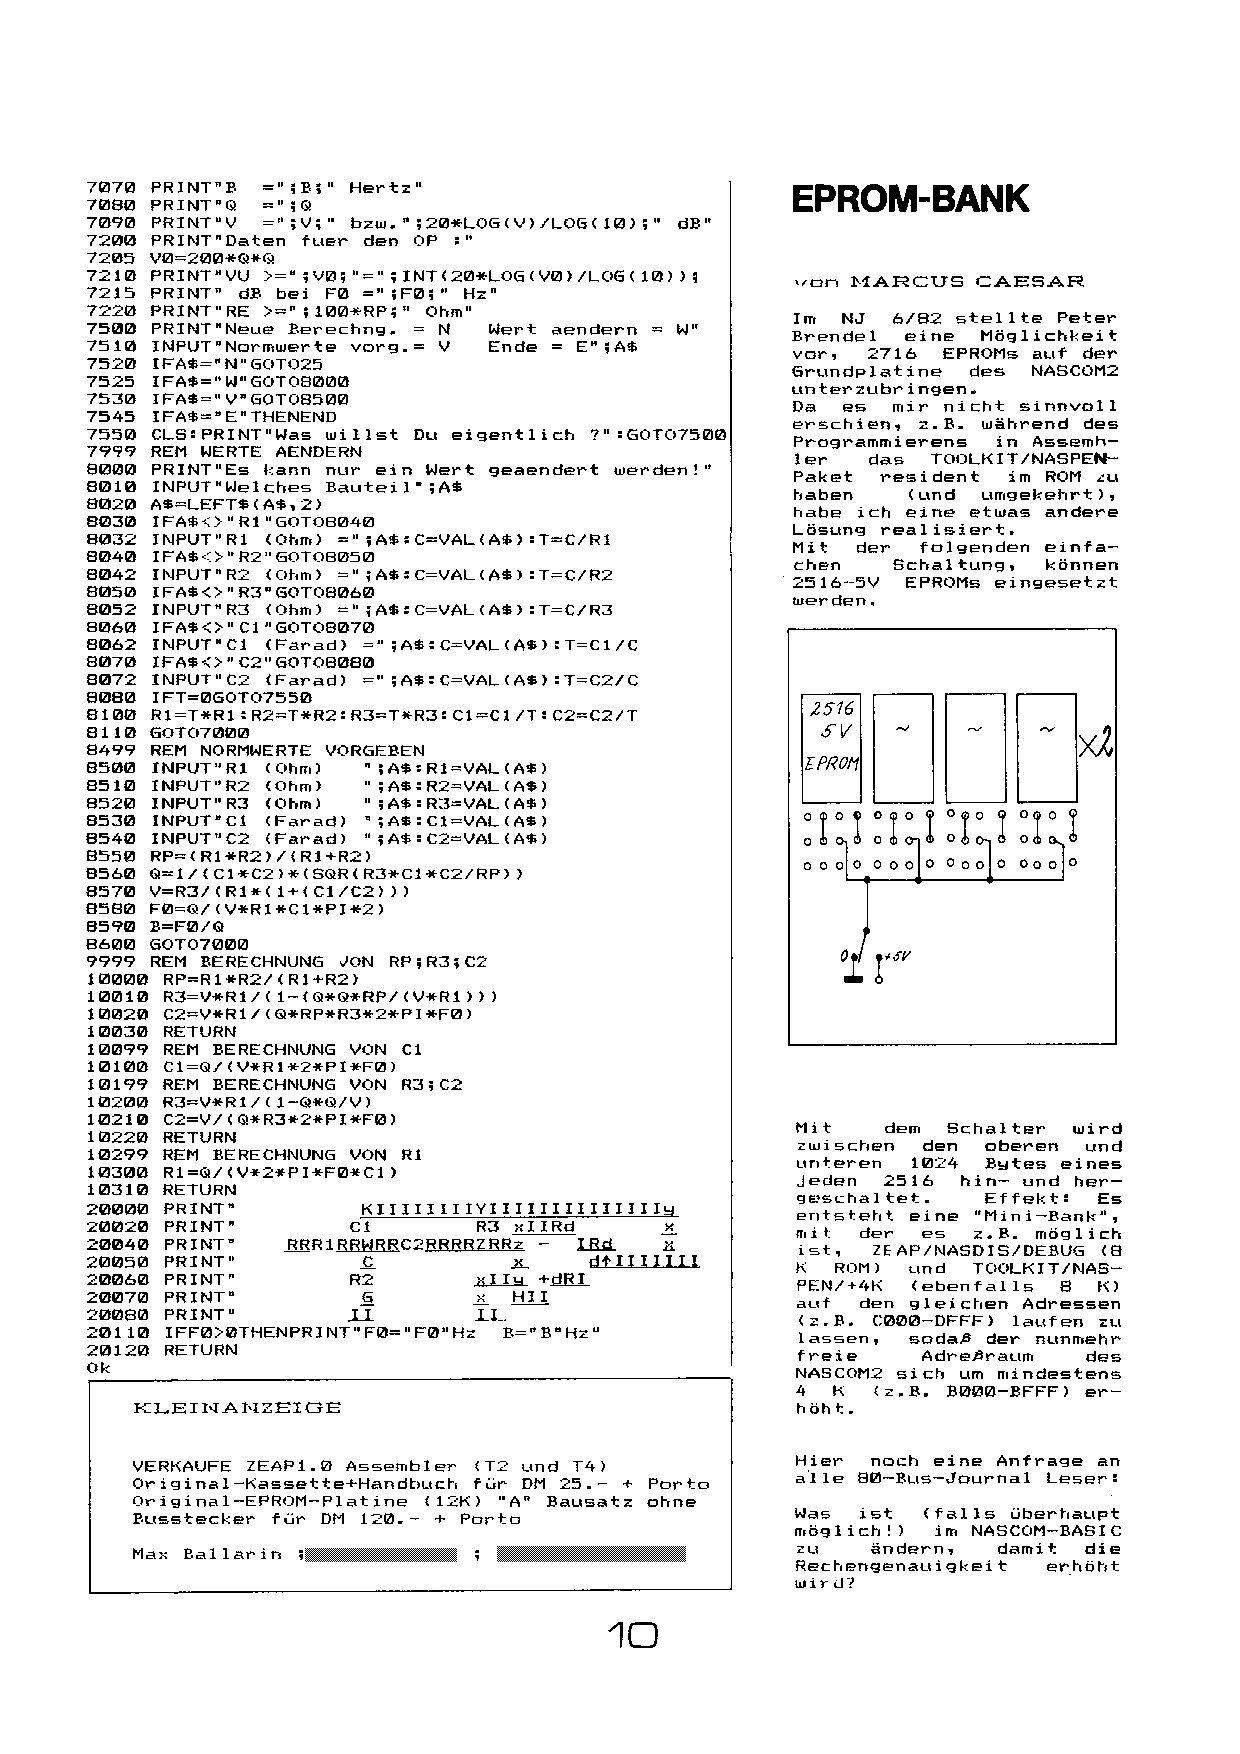 7070 PRINT"B  =";B;" Hertz"
7080 PRINT"Q  =";Q
7090 PRINT"V  =";V;" bzw.";20*LOG(V)/LOG(10);" dB"
7200 PRINT"Daten fuer den OP :"
7205 V0=200*Q*Q
7210 PRINT"VU >=";V0;"=";INT(20*LOG(V0)/LOG(10));
7215 PRINT" dB bei F0 =";F0;" Hz"
7220 PRINT"RE >=";100*RP;" Ohm"
7500 PRINT"Neue Berechng. = N   Wert aendern = W"
7510 INPUT"Normwerte vorg.= V   Ende = E";A$
7520 IFA$="N"GOTO25
7525 IFA$="W"GOTO8000
7530 IFA$="V"GOTO8500
7545 IFA$="E"THENEND
7550 CLS:PRINT"Was willst Du eigentlich ?":GOTO7500
7999 REM WERTE AENDERN
8000 PRINT"Es kann nur ein Wert geaendert werden!"
8010 INPUT"Welches Bauteil";A$
8020 A$=LEFT$(A$,2)
8030 IFA$<>"R1"GOTO8040
8032 INPUT"R1 (Ohm) =";A$:C=VAL(A$):T=C/R1
8040 IFA$<>"R2"GOTO8050
8042 INPUT"R2 (Ohm) =";A$:C=VAL(A$):T=C/R2
8050 IFA$<>"R3"GOTO8060
8052 INPUT"R3 (Ohm) =";A$:C=VAL(A$):T=C/R3
8060 IFA$<>"C1"GOTO8070
8062 INPUT"C1 (Farad) =";A$:C=VAL(A$):T=C1/C
8070 IFA$<>"C2"GOTO8080
8072 INPUT"C2 (Farad) =";A$:C=VAL(A$):T=C2/C
8080 IFT=0GOTO7550
8100 R1=T*R1:R2=T*R2:R3=T*R3:C1=C1/T:C2=C2/T
8110 GOTO7000
8499 REM NORMWERTE VORGEBEN
8500 INPUT"R1 (Ohm)   ";A$:R1=VAL(A$)
8510 INPUT"R2 (Ohm)   ";A$:R2=VAL(A$)
8520 INPUT"R3 (Ohm)   ";A$:R3=VAL(A$)
8530 INPUT"C1 (Farad) ";A$:C1=VAL(A$)
8540 INPUT"C2 (Farad) ";A$:C2=VAL(A$)
8550 RP=(R1*R2)/(R1+R2)
8560 Q=1/(C1*C2)*(SQR(R3*C1*C2/RP))
8570 V=R3/(R1*(1+(C1/C2)))
8580 F0=Q/(V*R1*C1*PI*2)
8590 B=F0/Q
8600 GOTO7000
9999 REM BERECHNUNG VON RP;R3;C2
10000 RP=R1*R2/(R1+R2)
10010 R3=V*R1/(1-(Q*Q*RP/(V*R1)))
10020 C2=V*R1/(Q*RP*R3*2*PI*F0)
10030 RETURN
10099 REM BERECHNUNG VON C1
10100 C1=Q/(V*R1*2*PI*F0)
10199 REM BERECHNUNG VON R3;C2
10200 R3=V*R1/(1-Q*Q/V)
10210 C2=V/(Q*R3*2*PI*F0)
10220 RETURN
10299 REM BERECHNUNG VON R1
10300 R1=Q/(V*2*PI*F0*C1)
10310 RETURN
20000 PRINT"          KIIIIIIIIYIIIIIIIIIIIIIIy
20020 PRINT"         C1        R3 xIIRd       x
20040 PRINT"    RRR1RRWRRC2RRRRZRRz -  IRd    x
20050 PRINT"          C           x     d↑IIIIIII
20060 PRINT"         R2        xIIy +dRI
20070 PRINT"          G        x  HII
20080 PRINT"         II        II
20110 IFF0>0THENPRINT"F0="F0"Hz  B="B"Hz"
20120 RETURN
Ok
KLEINANZEIGE
VERKAUFE ZEAP1.0 Assembler (T2 und T4)
Original-Kassette+Handbuch für DM 25.- + Porto
Original-EPROM-Platine (12K) "A" Bausatz ohne
Busstecker für DM 120.- + Porto
Max Ballarin ; ;
EPROM-BANK
von MARCUS CAESAR
Im NJ 6/82 stellte Peter
Brendel eine Möglichkeit
vor, 2716 EPROMs auf der
Grundplatine des NASCOM2
unterzubringen.
Da es mir nicht sinnvoll
erschien, z.B. während des
Programmierens in Assemb-
ler das TOOLKIT/NASPEN-
Paket resident im ROM zu
haben (und umgekehrt),
habe ich eine etwas andere
Lösung realisiert.
Mit der folgenden einfa-
chen Schaltung, können
2516-5V EPROMs eingesetzt
werden.
2516
5V ~ ~ ~ X2
EPROM
0 +5V
Mit dem Schalter wird
zwischen den oberen und
unteren 1024 Bytes eines
jeden 2516 hin- und her-
geschaltet. Effekt: Es
entsteht eine "Mini-Bank",
mit der es z.B. möglich
ist, ZEAP/NASDIS/DEBUG (8
K ROM) und TOOLKIT/NAS-
PEN/+4K (ebenfalls 8 K)
auf den gleichen Adressen
(z.B. C000-DFFF) laufen zu
lassen, sodaß der nunmehr
freie Adreßraum des
NASCOM2 sich um mindestens
4 K (z.B. B000-BFFF) er-
höht.
Hier noch eine Anfrage an
alle 80-Bus-Journal Leser:
Was ist (falls überhaupt
möglich!) im NASCOM-BASIC
zu ändern, damit die
Rechengenauigkeit erhöht
wird?
10